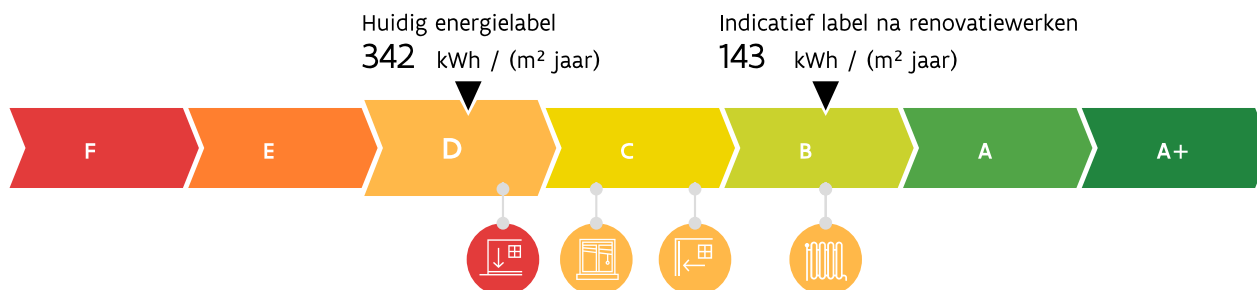 Huidig energielabel
342 kWh / (m² jaar)
Indicatief label na renovatiewerken
143 kWh / (m² jaar)
F E D C B A A+